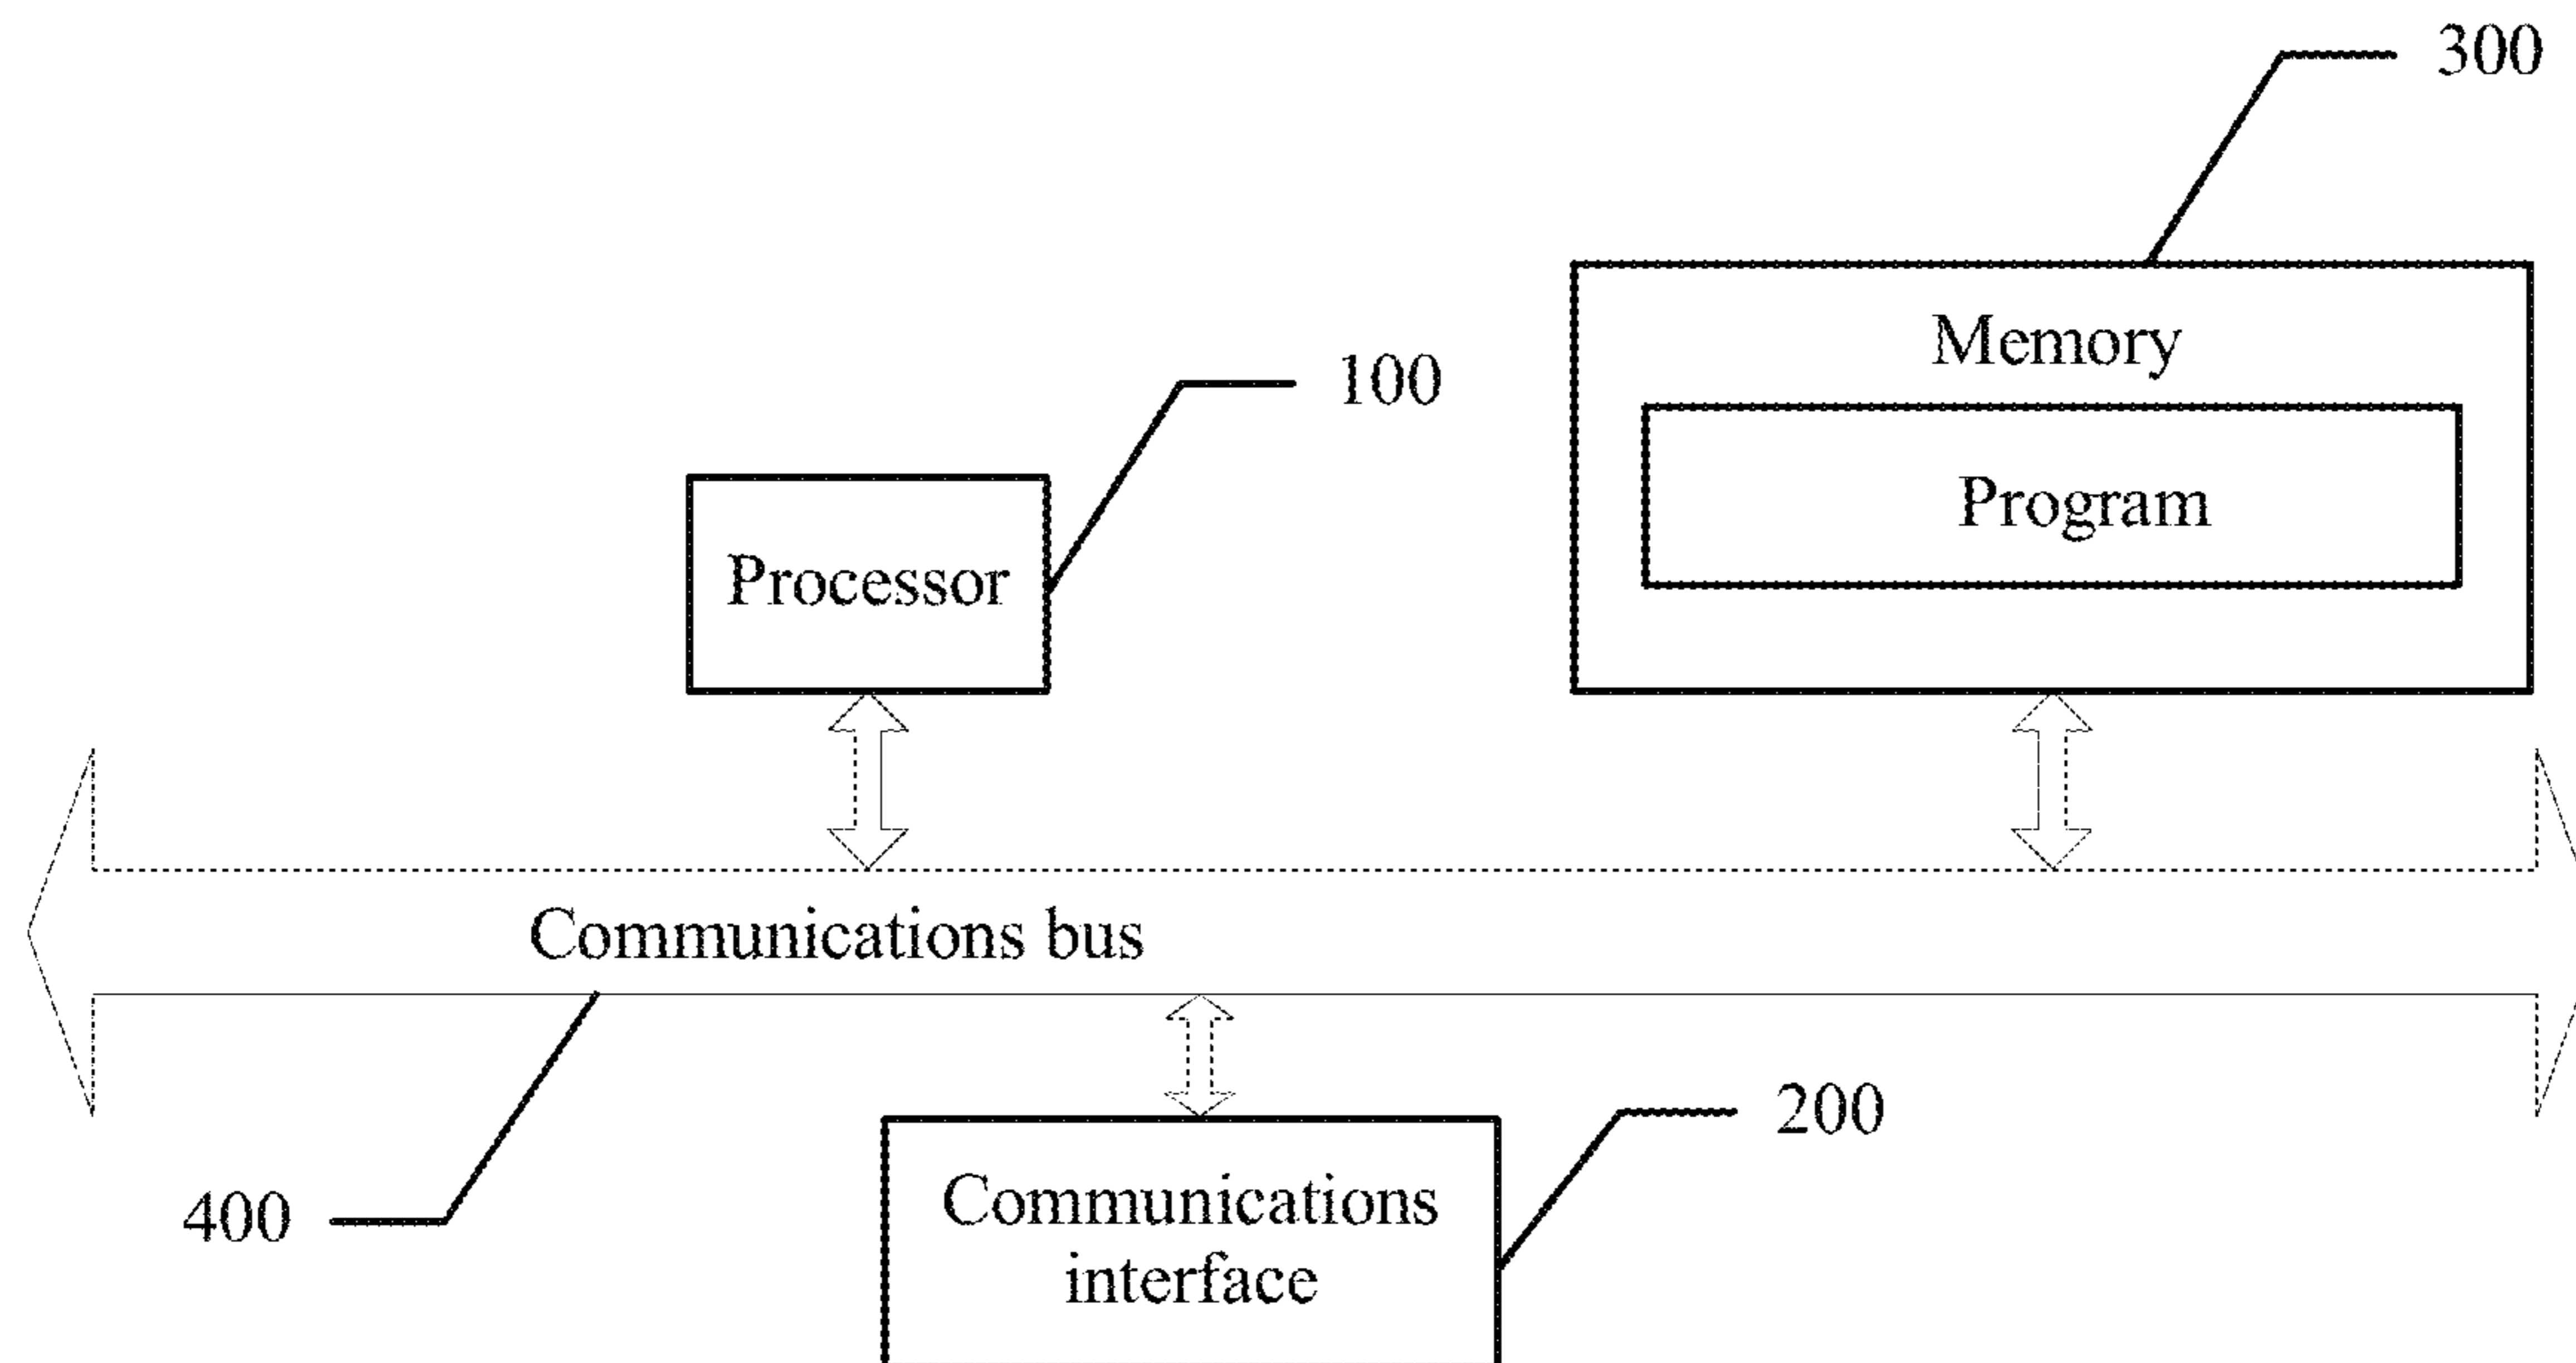 300
Memory
100
Program
Processor
Communications bus
200
Communications
interface
400